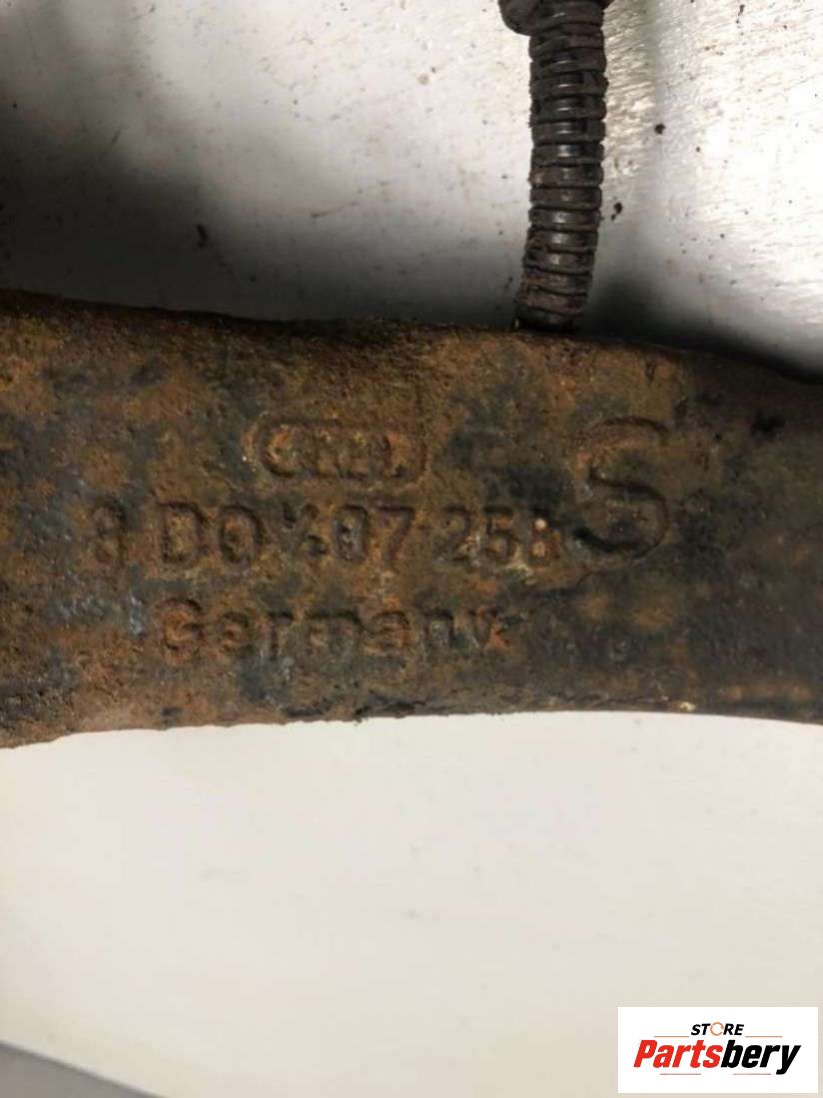 S
8 D0 407 258
Germany
STORE
Partsbery